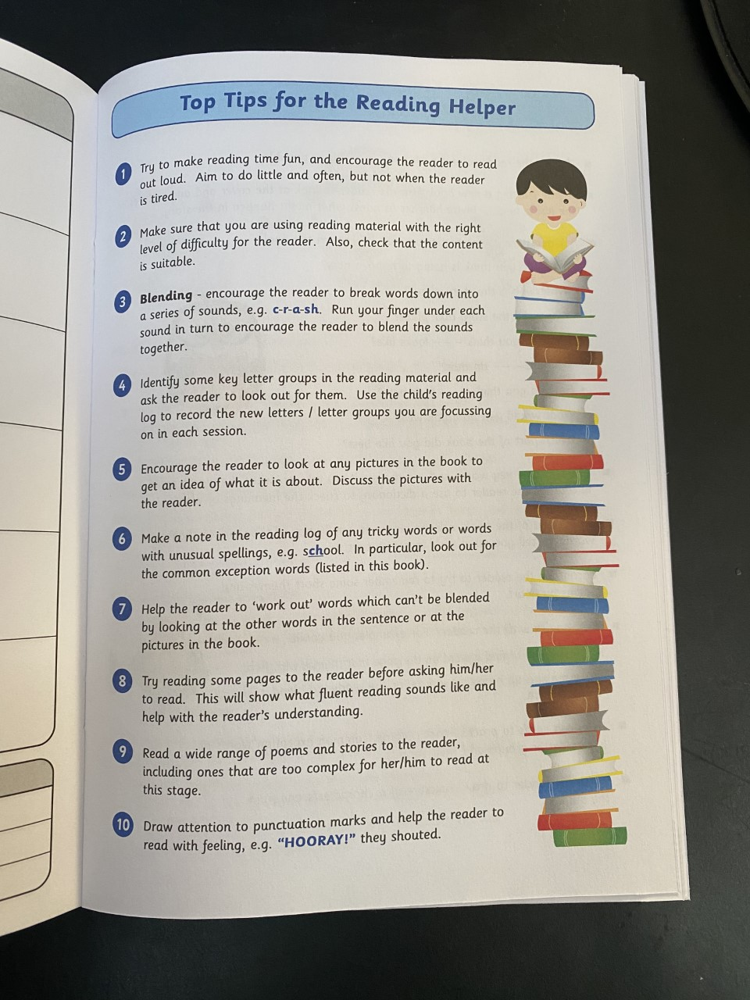 Top Tips for the Reading Helper
1 Try to make reading time fun, and encourage the reader to read
out loud. Aim to do little and often, but not when the reader
is tired.
2 Make sure that you are using reading material with the right
level of difficulty for the reader. Also, check that the content
is suitable.
3 Blending - encourage the reader to break words down into
a series of sounds, e.g. c-r-a-sh. Run your finger under each
sound in turn to encourage the reader to blend the sounds
together.
4 Identify some key letter groups in the reading material and
ask the reader to look out for them. Use the child's reading
log to record the new letters / letter groups you are focussing
on in each session.
5 Encourage the reader to look at any pictures in the book to
get an idea of what it is about. Discuss the pictures with
the reader.
6 Make a note in the reading log of any tricky words or words
with unusual spellings, e.g. school. In particular, look out for
the common exception words (listed in this book).
7 Help the reader to ‘work out’ words which can't be blended
by looking at the other words in the sentence or at the
pictures in the book.
8 Try reading some pages to the reader before asking him/her
to read. This will show what fluent reading sounds like and
help with the reader's understanding.
9 Read a wide range of poems and stories to the reader,
including ones that are too complex for her/him to read at
this stage.
10 Draw attention to punctuation marks and help the reader to
read with feeling, e.g. “HOORAY!” they shouted.